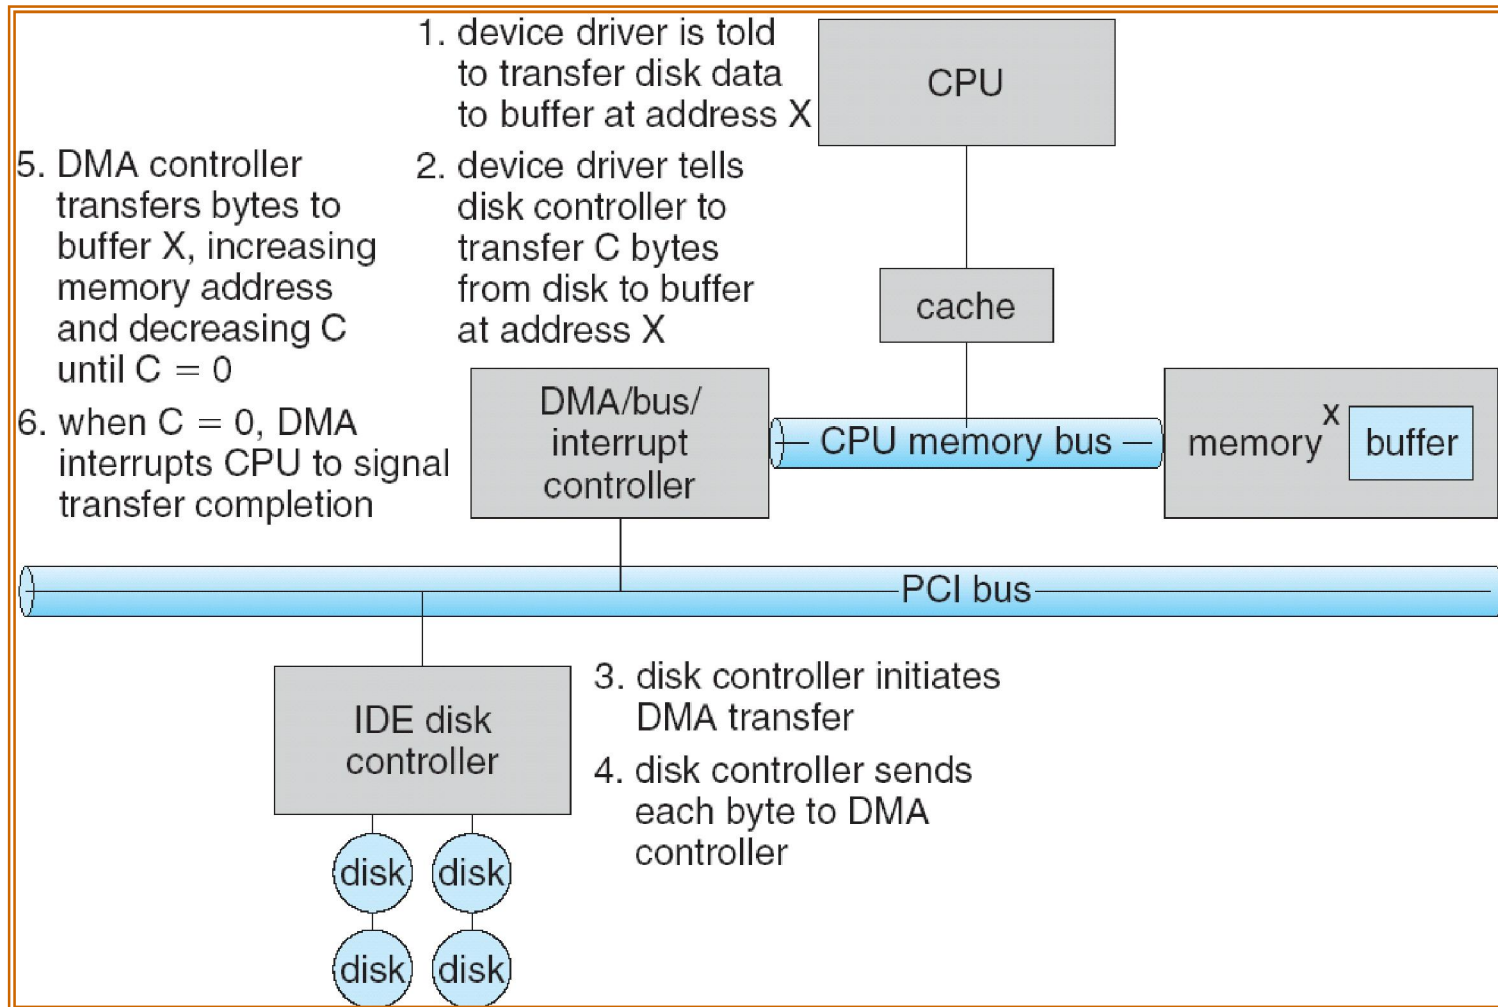 1. device driver is told
to transfer disk data
to buffer at address X
CPU
5. DMA controller
transfers bytes to
buffer X, increasing
memory address
and decreasing C
until C = 0
2. device driver tells
disk controller to
transfer C bytes
from disk to buffer
at address X
cache
6. when C = 0, DMA
interrupts CPU to signal
transfer completion
DMA/bus/
interrupt
controller
CPU memory bus
memory
X
buffer
PCI bus
IDE disk
controller
3. disk controller initiates
DMA transfer
4. disk controller sends
each byte to DMA
controller
disk
disk
disk
disk